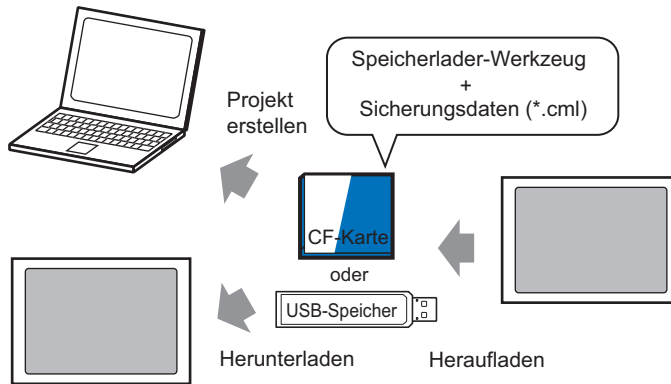 Speicherlader-Werkzeug
+
Sicherungsdaten (*.cml)
Projekt
erstellen
CF-Karte
oder
USB-Speicher
Herunterladen
Heraufladen